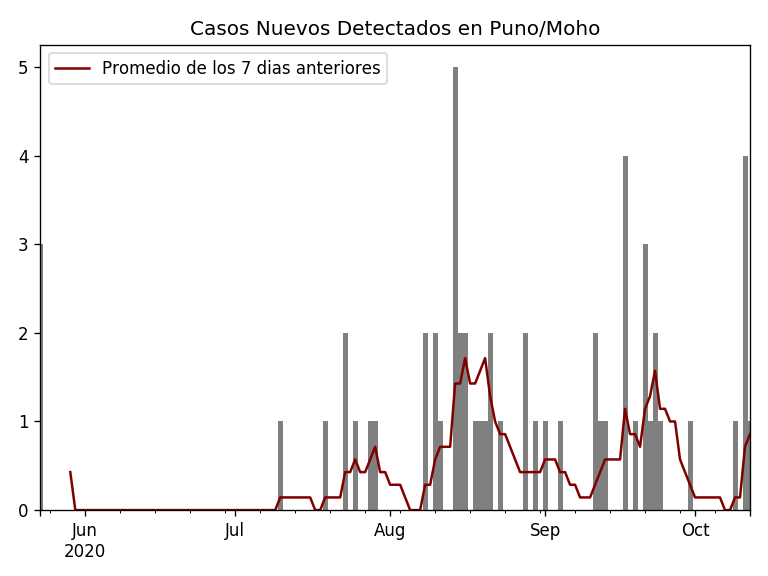 Casos Nuevos Detectados en Puno/Moho
Promedio de los 7 dias anteriores
5
4
3
2
1
0
Jun Jul Aug Sep Oct
2020